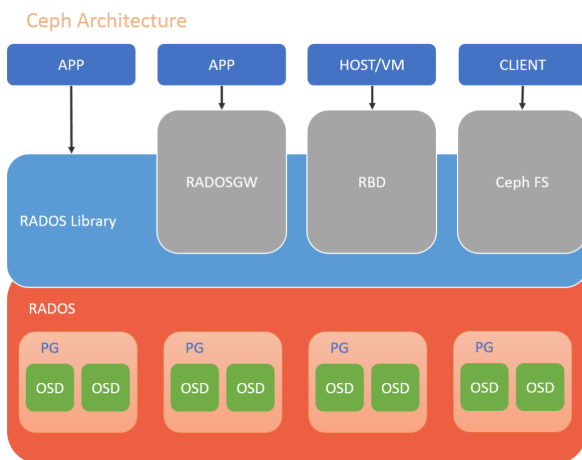 Ceph Architecture
APP
APP
HOST/VM
CLIENT
RADOSGW
RBD
Ceph FS
RADOS Library
RADOS
PG
PG
PG
PG
OSD
OSD
OSD
OSD
OSD
OSD
OSD
OSD